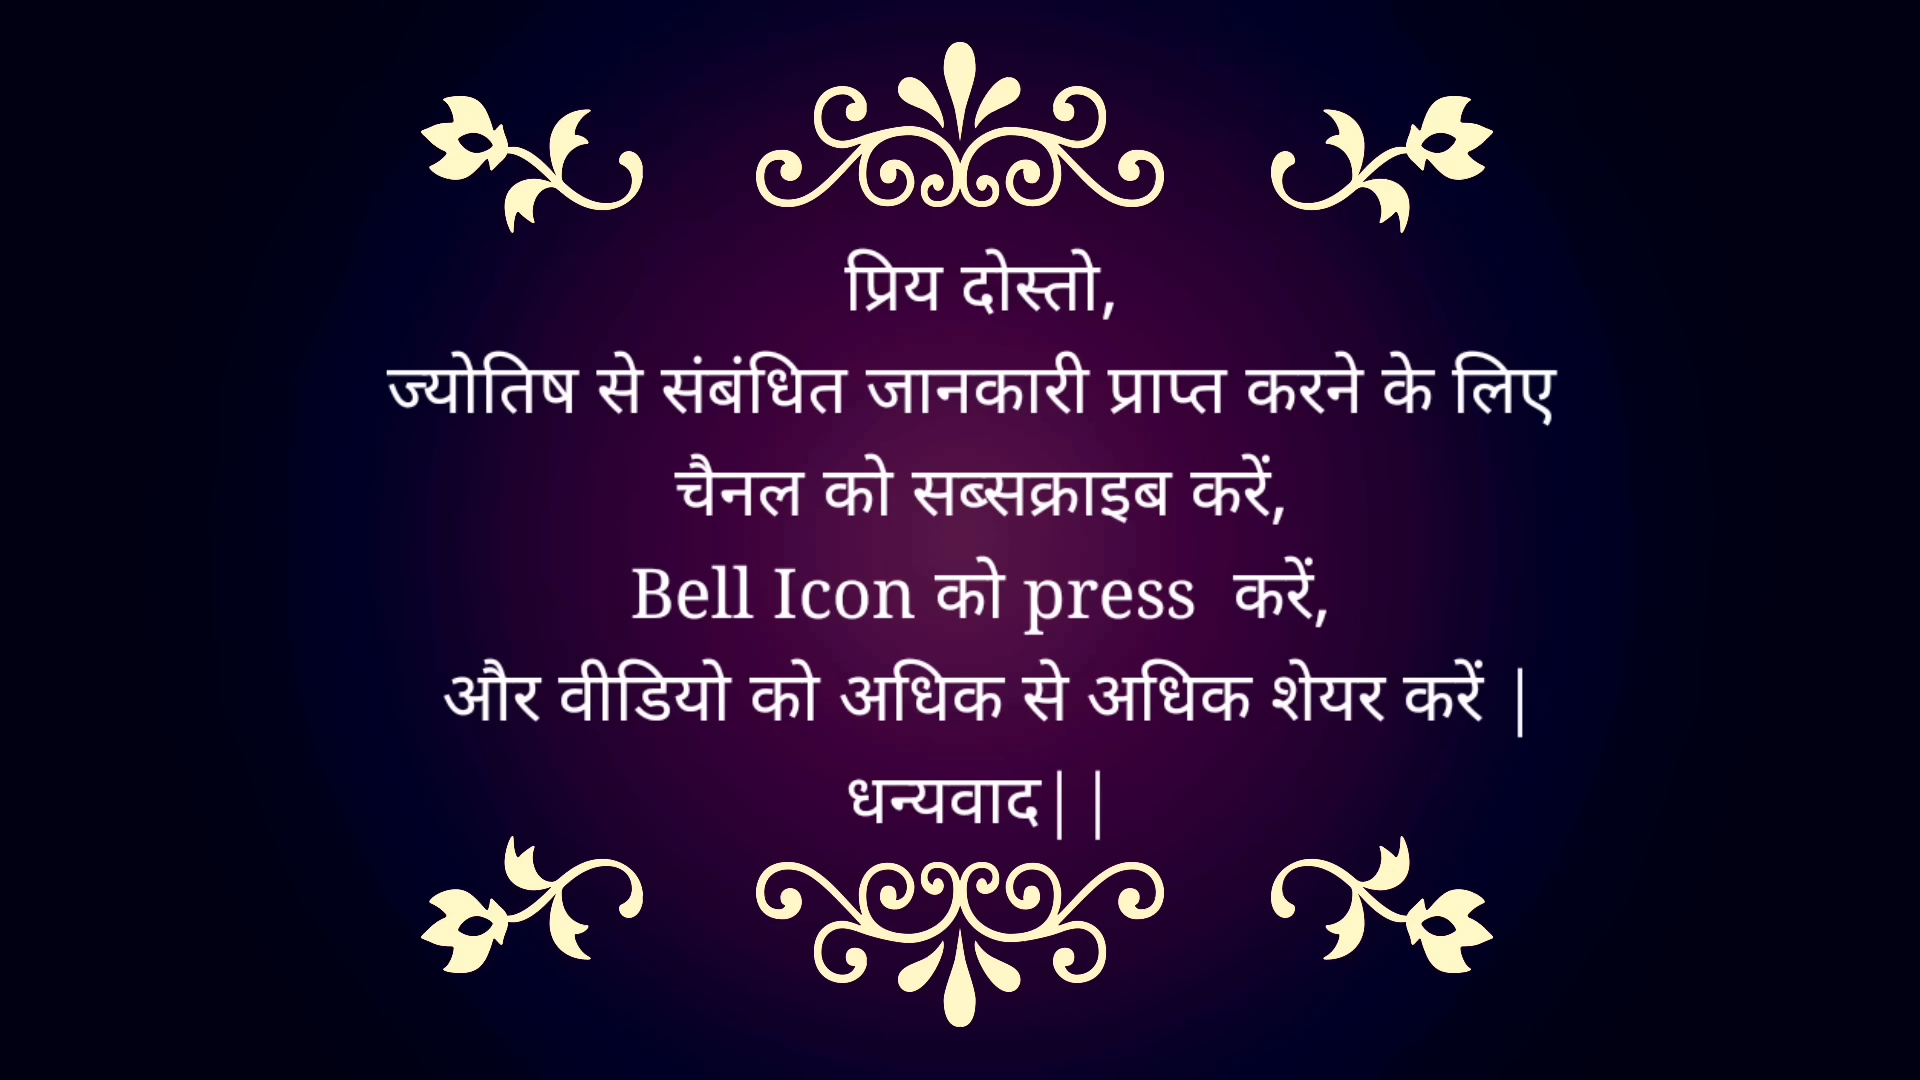 प्रिय दोस्तो,
ज्योतिष से संबंधित जानकारी प्राप्त करने के लिए
चैनल को सब्सक्राइब करें,
Bell Icon को press  करें,
और वीडियो को अधिक से अधिक शेयर करें |
धन्यवाद||